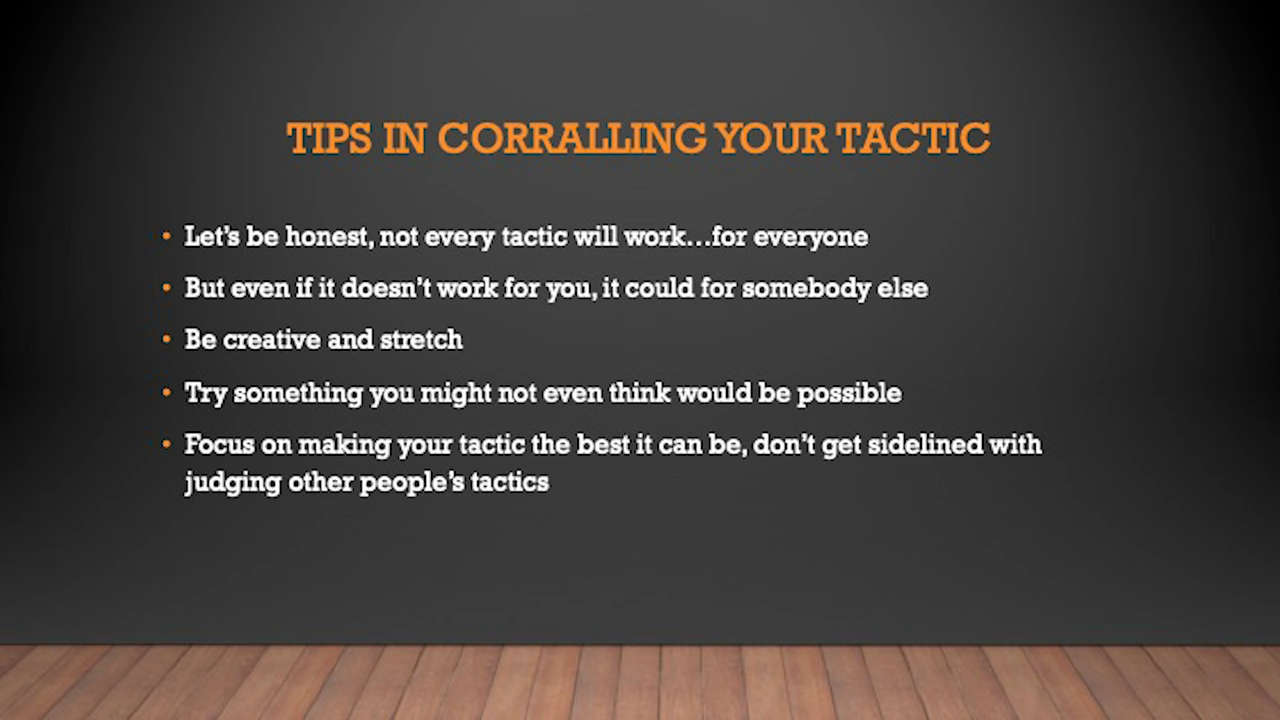 TIPS IN CORRALLING YOUR TACTIC
• Let's be honest, not every tactic will work...for everyone
• But even if it doesn't work for you, it could for somebody else
• Be creative and stretch
• Try something you might not even think would be possible
• Focus on making your tactic the best it can be, don't get sidelined with
judging other people's tactics